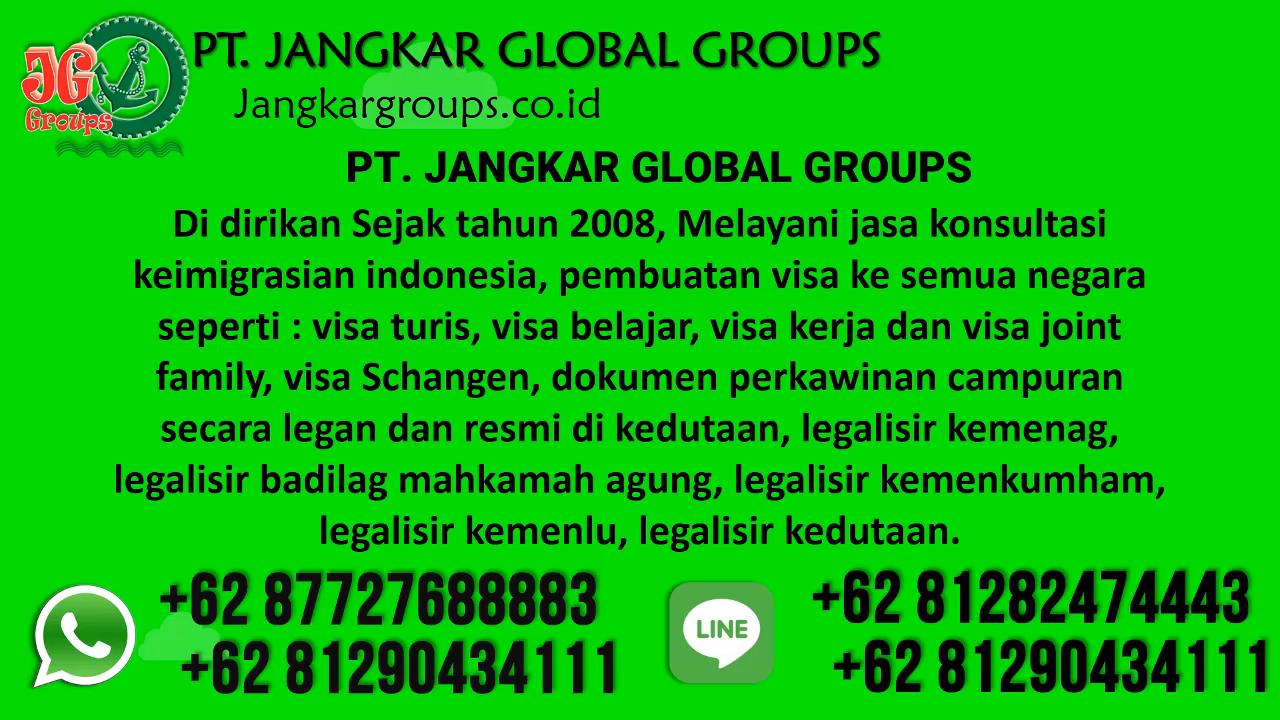 JG
Groups
PT. JANGKAR GLOBAL GROUPS
Jangkargroups.co.id
PT. JANGKAR GLOBAL GROUPS
Di dirikan Sejak tahun 2008, Melayani jasa konsultasi
keimigrasian indonesia, pembuatan visa ke semua negara
seperti : visa turis, visa belajar, visa kerja dan visa joint
family, visa Schangen, dokumen perkawinan campuran
secara legan dan resmi di kedutaan, legalisir kemenag,
legalisir badilag mahkamah agung, legalisir kemenkumham,
legalisir kemenlu, legalisir kedutaan.
+62 87727688883
+62 81290434111
LINE
+62 81282474443
+62 81290434111